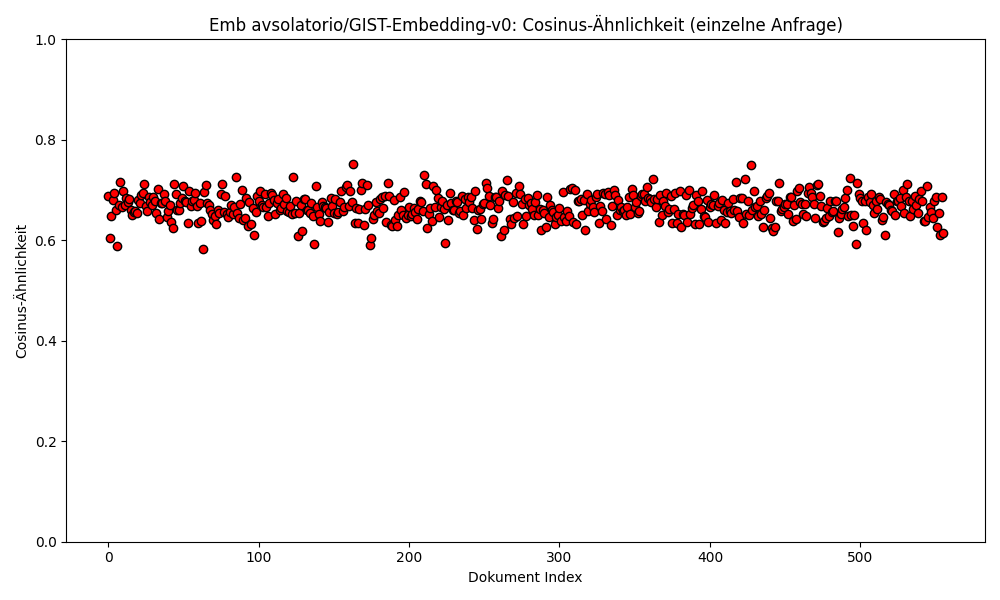 Emb avsolatorio/GIST-Embedding-v0: Cosinus-Ähnlichkeit (einzelne Anfrage)
1.0
0.8
0.6
0.4
0.2
0.0
Cosinus-Ähnlichkeit
0 100 200 300 400 500
Dokument Index